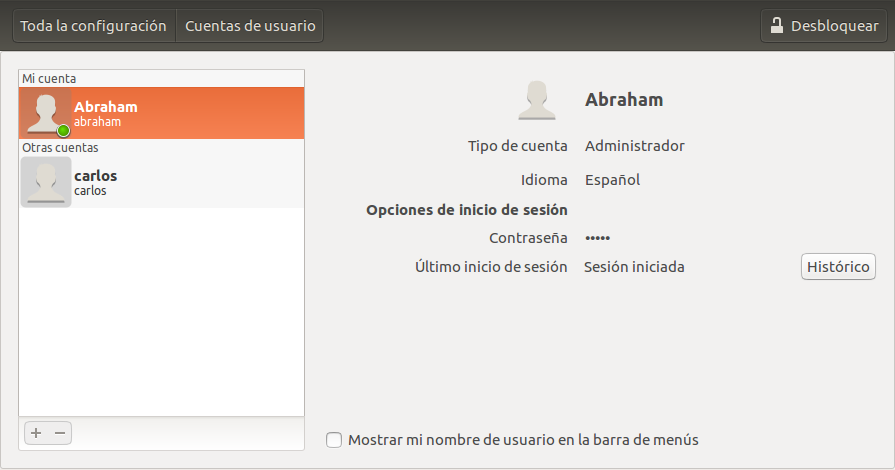 Toda la configuración Cuentas de usuario Desbloquear
Mi cuenta
Abraham
abraham
Otras cuentas
carlos
carlos
Abraham
Tipo de cuenta Administrador
Idioma Español
Opciones de inicio de sesión
Contraseña •••••
Último inicio de sesión Sesión iniciada Histórico
Mostrar mi nombre de usuario en la barra de menús